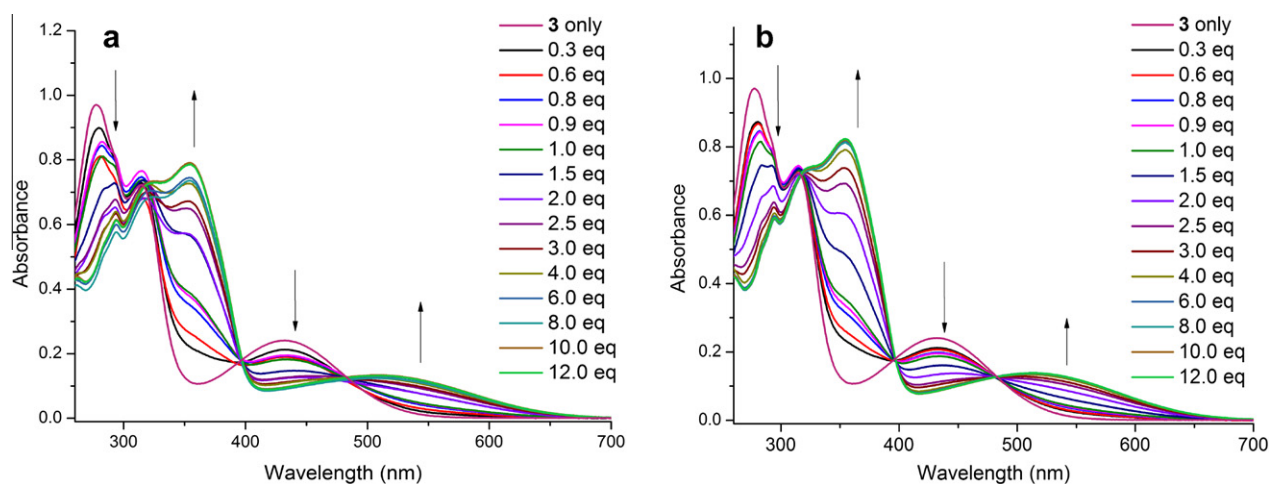 a
1.2
1.0
0.8
0.6
0.4
0.2
0.0
Absorbance
300 400 500 600 700
Wavelength (nm)
3 only
0.3 eq
0.6 eq
0.8 eq
0.9 eq
1.0 eq
1.5 eq
2.0 eq
2.5 eq
3.0 eq
4.0 eq
6.0 eq
8.0 eq
10.0 eq
12.0 eq
b
1.0
0.8
0.6
0.4
0.2
0.0
Absorbance
300 400 500 600 700
Wavelength (nm)
3 only
0.3 eq
0.6 eq
0.8 eq
0.9 eq
1.0 eq
1.5 eq
2.0 eq
2.5 eq
3.0 eq
4.0 eq
6.0 eq
8.0 eq
10.0 eq
12.0 eq